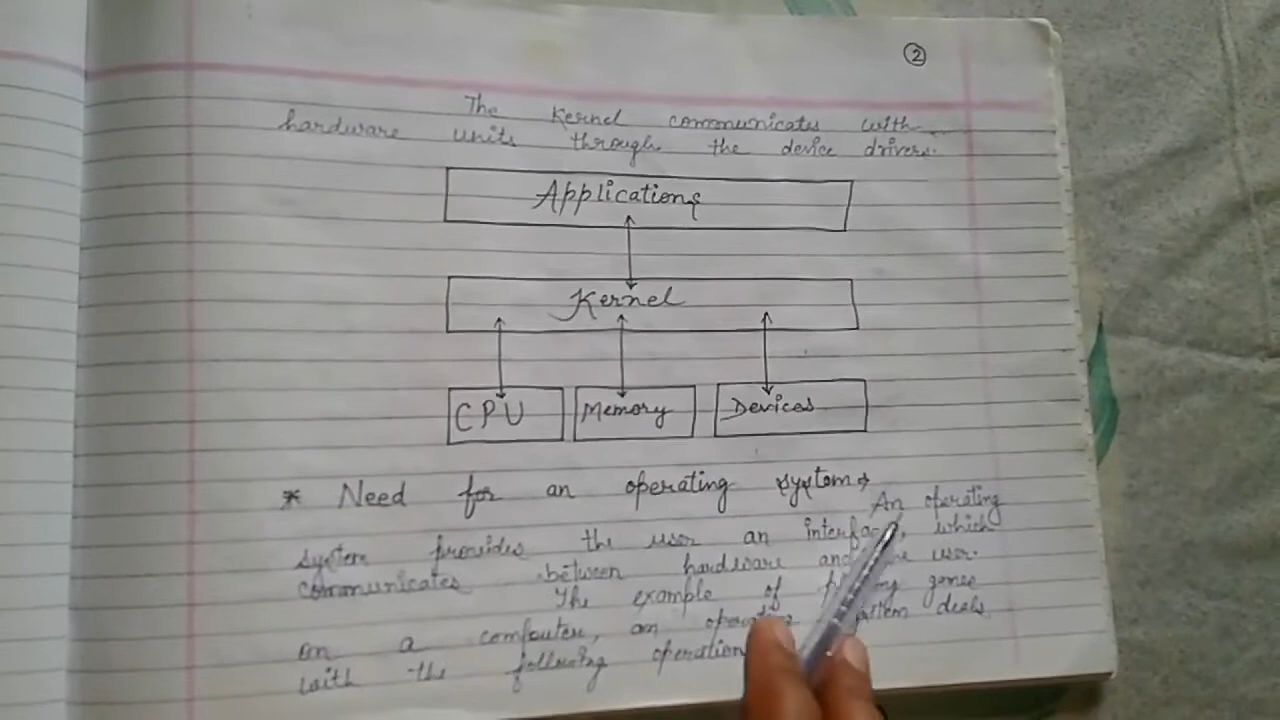 2
The Kernel communicates with
hardware units through the device drivers.
Applications
Kernel
CPU
Memory
Devices
* Need for an operating system→
An operating
system provides the user an interface, which
communicates between hardware and the user.
The example of games
on a computer, an operating system deals
with the following operation